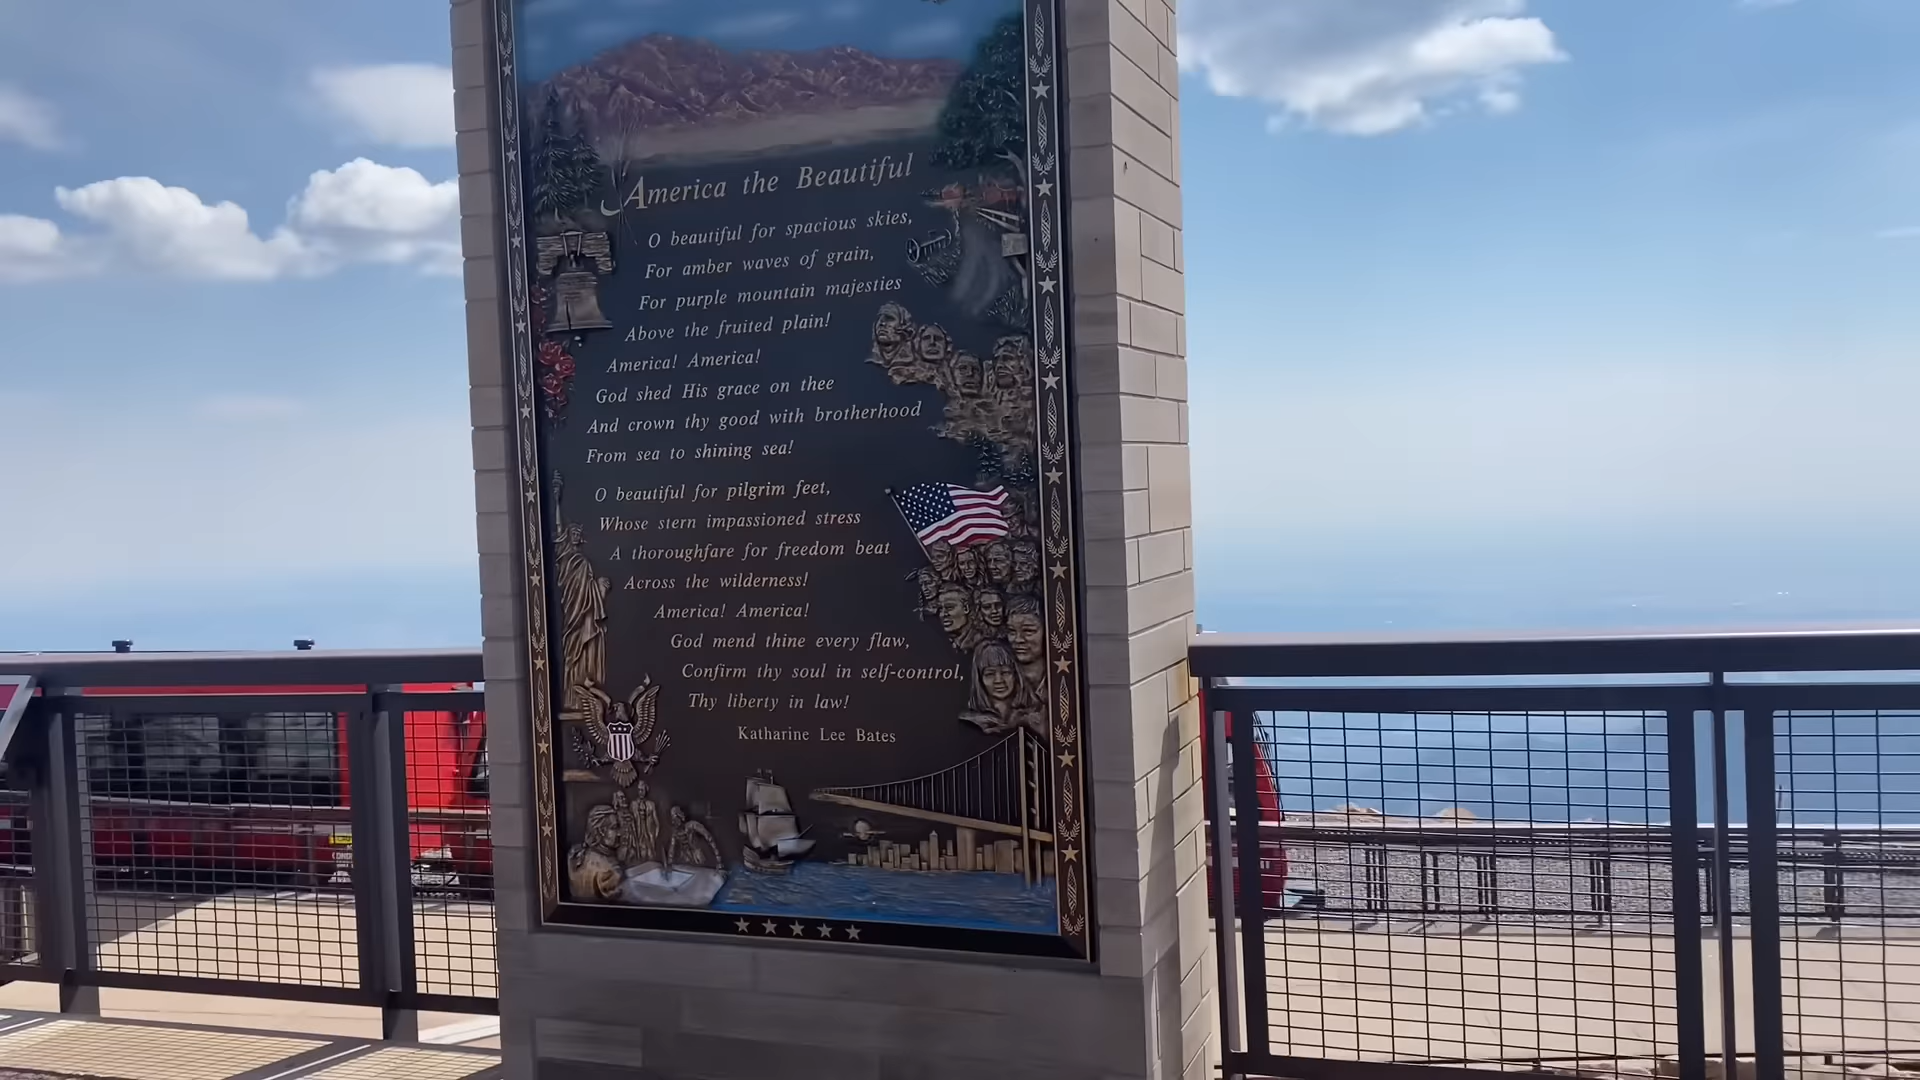 America the Beautiful
O beautiful for spacious skies,
For amber waves of grain,
For purple mountain majesties
Above the fruited plain!
America! America!
God shed His grace on thee
And crown thy good with brotherhood
From sea to shining sea!
O beautiful for pilgrim feet,
Whose stern impassioned stress
A thoroughfare for freedom beat
Across the wilderness!
America! America!
God mend thine every flaw,
Confirm thy soul in self-control,
Thy liberty in law!
Katharine Lee Bates